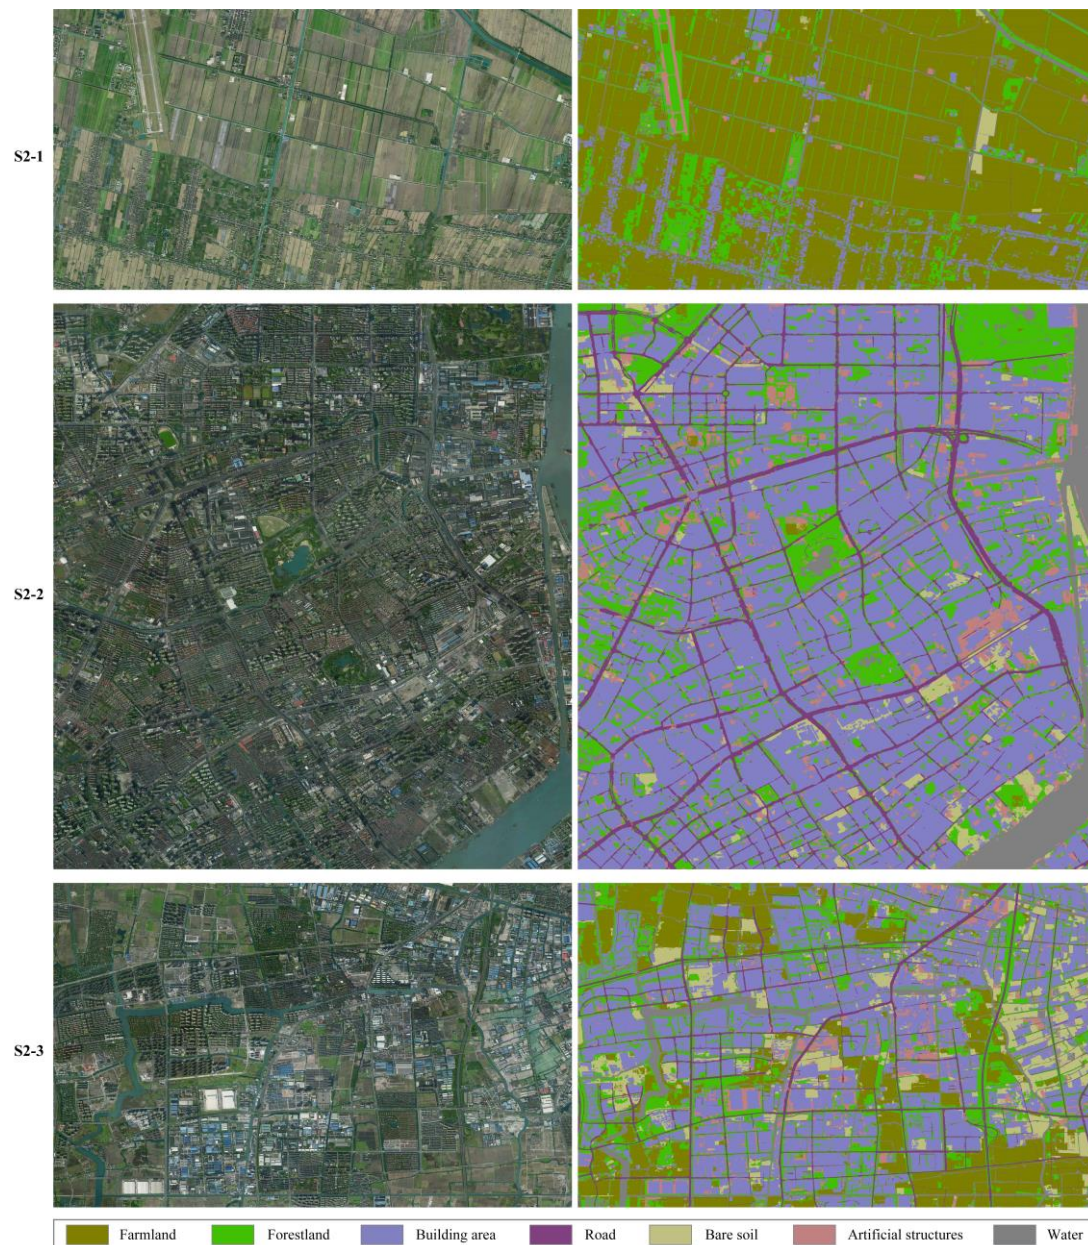 S2-1
S2-2
S2-3
Farmland Forestland Building area Road Bare soil Artificial structures Water